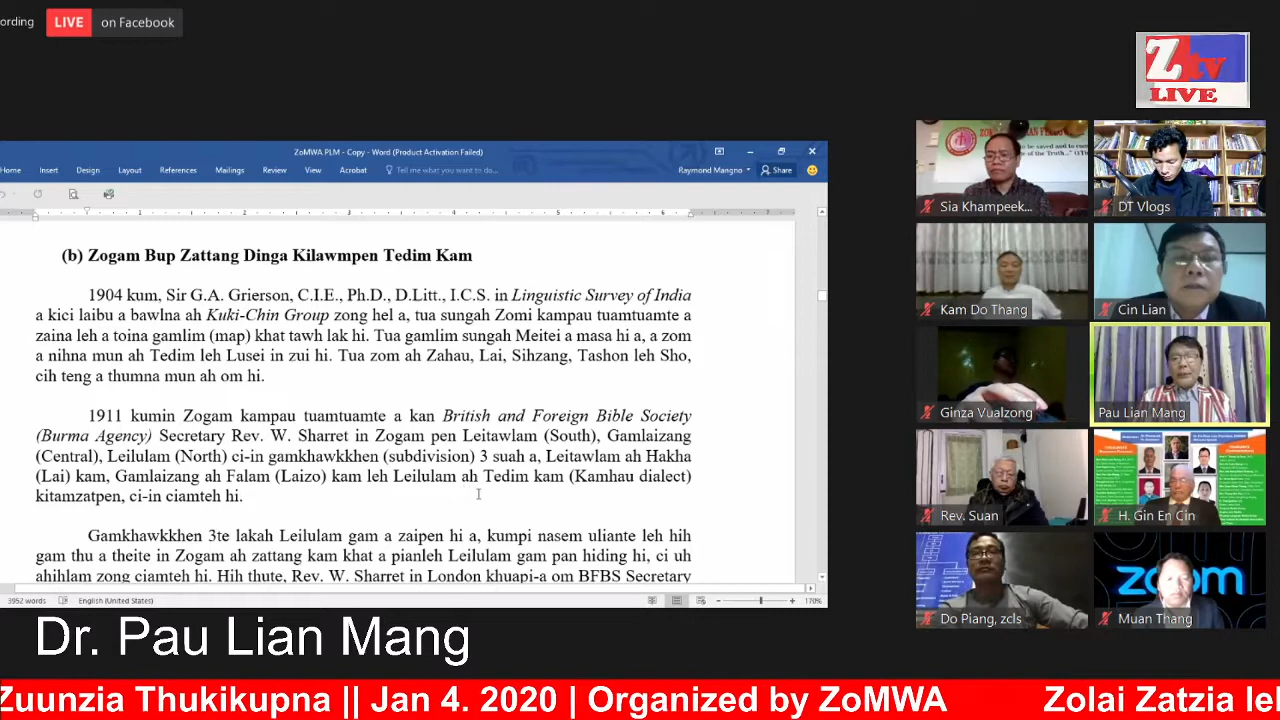 ording LIVE on Facebook
Z tv
LIVE
ZoMWA PLM - Copy - Word (Product Activation Failed)
Home Insert Design Layout References Mailings Review View Acrobat Tell me what you want to do... Raymond Mangno Share
1 2 3 4 5 6 7
(b) Zogam Bup Zattang Dinga Kilawmpen Tedim Kam
1904 kum, Sir G.A. Grierson, C.I.E., Ph.D., D.Litt., I.C.S. in Linguistic Survey of India
a kici laibu a bawlna ah Kuki-Chin Group zong hel a, tua sungah Zomi kampau tuamtuamte a
zaina leh a toina gamlim (map) khat tawh lak hi. Tua gamlim sungah Meitei a masa hi a, a zom
a nihna mun ah Tedim leh Lusei in zui hi. Tua zom ah Zahau, Lai, Sihzang, Tashon leh Sho,
cih teng a thumna mun ah om hi.
1911 kumin Zogam kampau tuamtuamte a kan British and Foreign Bible Society
(Burma Agency) Secretary Rev. W. Sharret in Zogam pen Leitawlam (South), Gamlaizang
(Central), Leilulam (North) ci-in gamkhawkkhen (subdivision) 3 suah a, Leitawlam ah Hakha
(Lai) kam, Gamlaizang ah Falam (Laizo) kam leh Leilulam ah Tedim kam (Kamhau dialect)
kitamzatpen, ci-in ciamteh hi.
Gamkhawkkhen 3te lakah Leilulam gam a zaipen hi a, kumpi nasem uliante leh hih
gam thu a theite in Zogam ah zattang kam khat a pianleh Leilulam gam pan hiding hi, ci uh
ahihlam zong ciamteh hi. Hi bute, Rev. W. Sharret in London khuapi-a om BFBS Secretary
3952 words English (United States) 170%
Sia Khampeek...
DT Vlogs
Kam Do Thang
Cin Lian
Ginza Vualzong
Pau Lian Mang
Rev. Suan
H. Gin En Cin
Do Piang, zcls
zoom
Muan Thang
Dr. Pau Lian Mang
Zuunzia Thukikupna || Jan 4. 2020 | Organized by ZoMWA Zolai Zatzia le